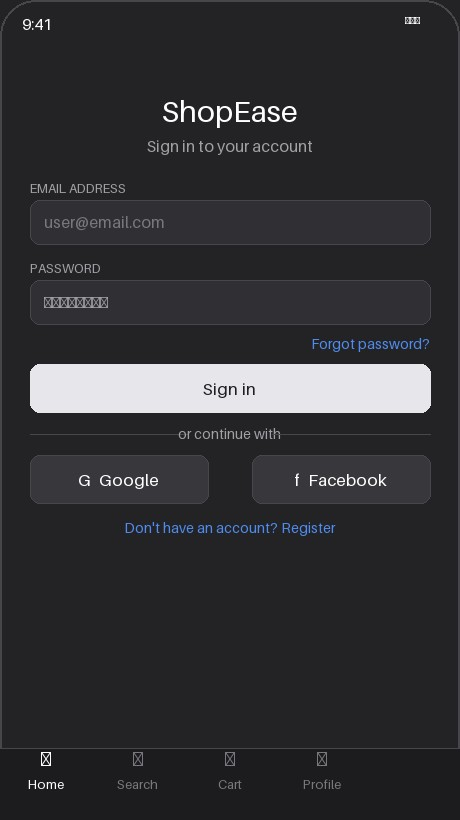 9:41
ShopEase
Sign in to your account
EMAIL ADDRESS
user@email.com
PASSWORD
Forgot password?
Sign in
or continue with
G Google
f Facebook
Don't have an account? Register
Home Search Cart Profile